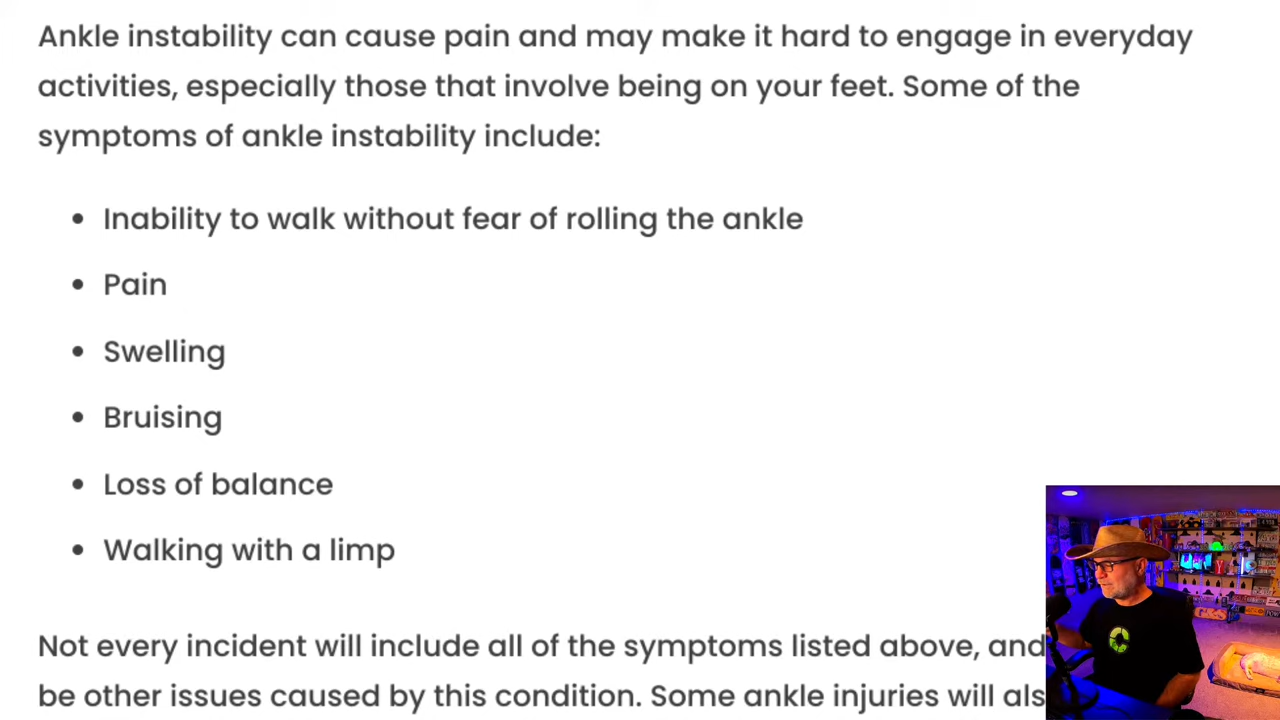 Ankle instability can cause pain and may make it hard to engage in everyday
activities, especially those that involve being on your feet. Some of the
symptoms of ankle instability include:
Inability to walk without fear of rolling the ankle
Pain
Swelling
Bruising
Loss of balance
Walking with a limp
Not every incident will include all of the symptoms listed above, and
be other issues caused by this condition. Some ankle injuries will als